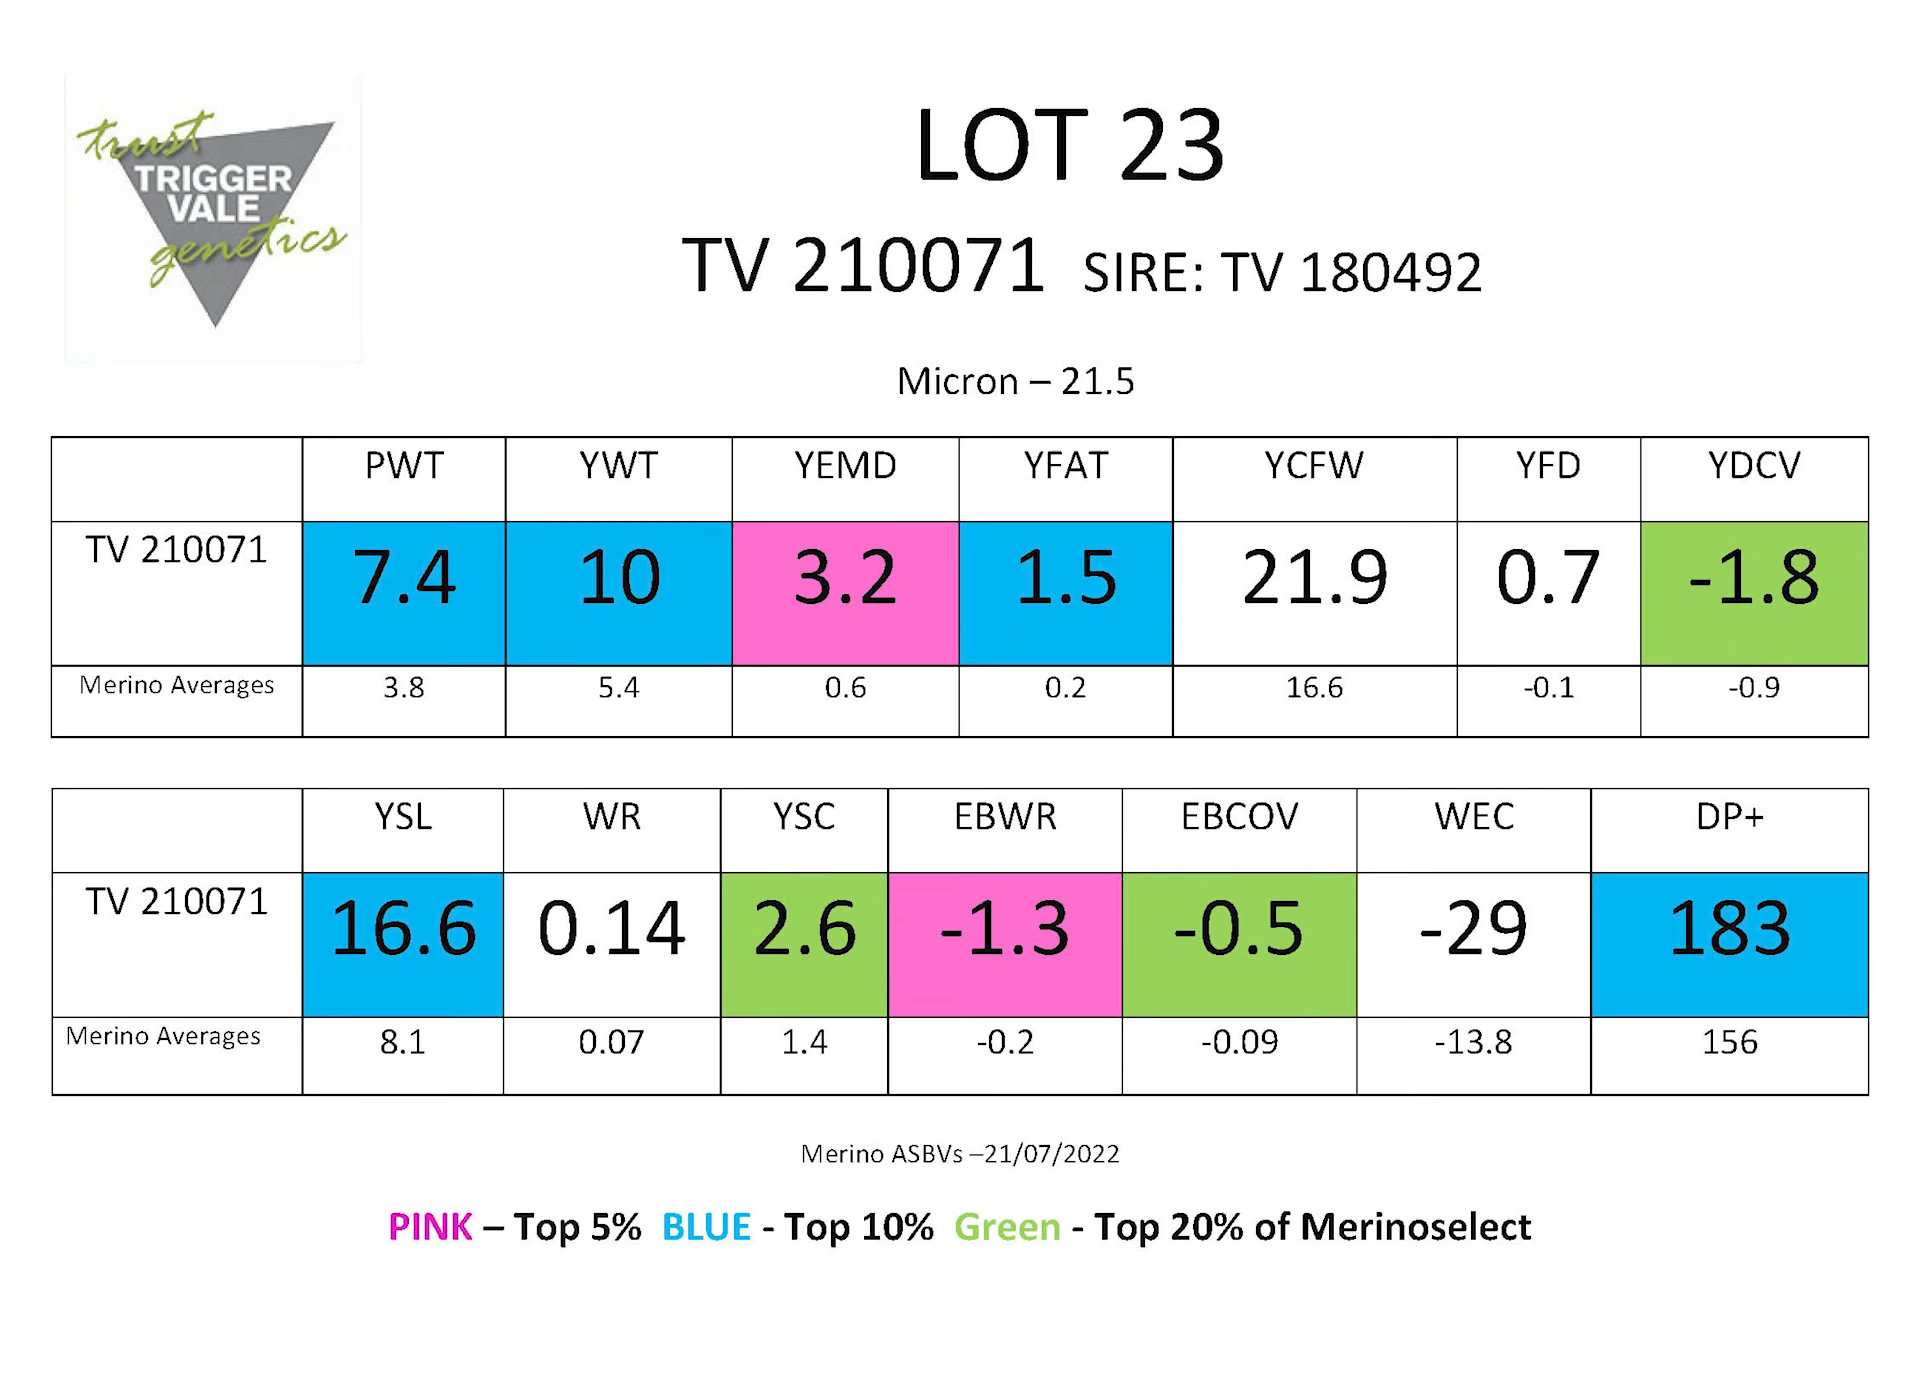 trust
TRIGGER
VALE
genetics
LOT 23
TV 210071 SIRE: TV 180492
Micron – 21.5
PWT YWT YEMD YFAT YCFW YFD YDCV
TV 210071 7.4 10 3.2 1.5 21.9 0.7 -1.8
Merino Averages 3.8 5.4 0.6 0.2 16.6 -0.1 -0.9
YSL WR YSC EBWR EBCOV WEC DP+
TV 210071 16.6 0.14 2.6 -1.3 -0.5 -29 183
Merino Averages 8.1 0.07 1.4 -0.2 -0.09 -13.8 156
Merino ASBVs –21/07/2022
PINK – Top 5% BLUE - Top 10% Green - Top 20% of Merinoselect